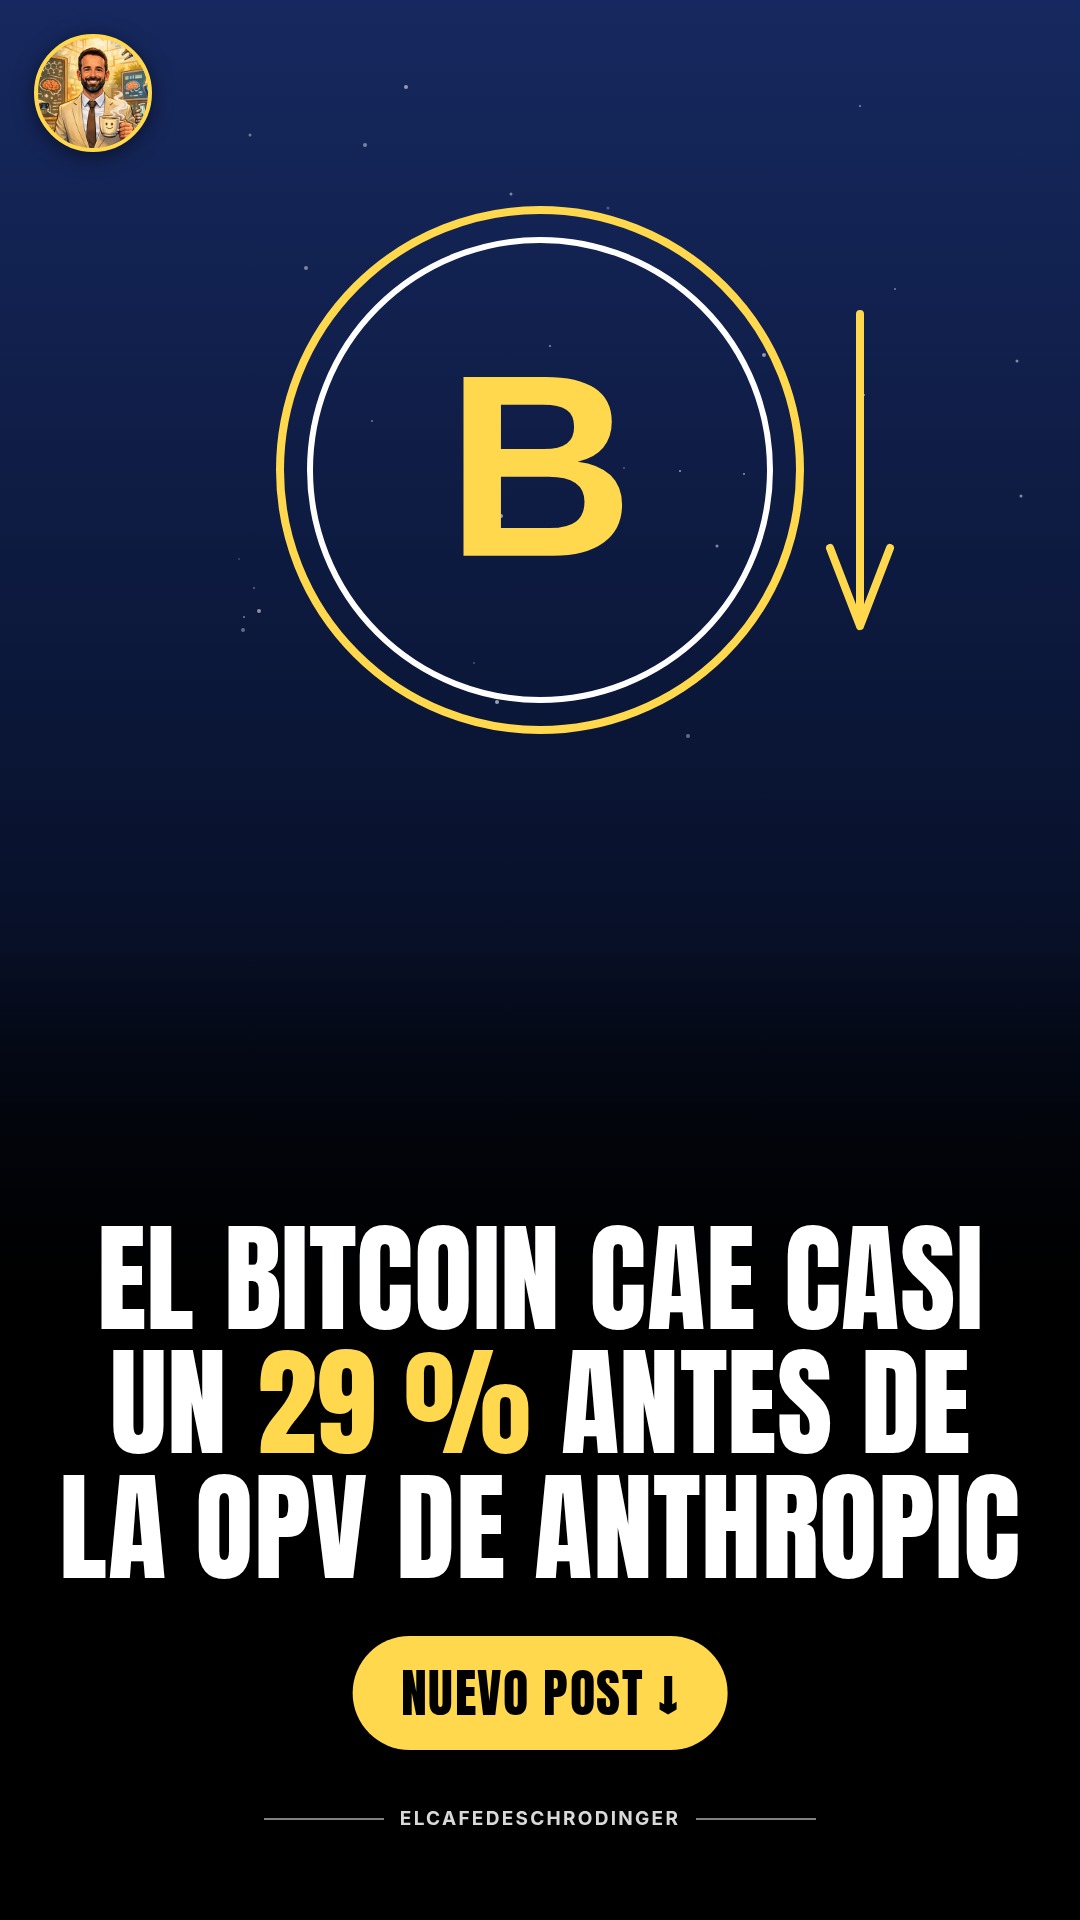 B
EL BITCOIN CAE CASI
UN 29 % ANTES DE
LA OPV DE ANTHROPIC
NUEVO POST ↓
ELCAFEDESCHRODINGER